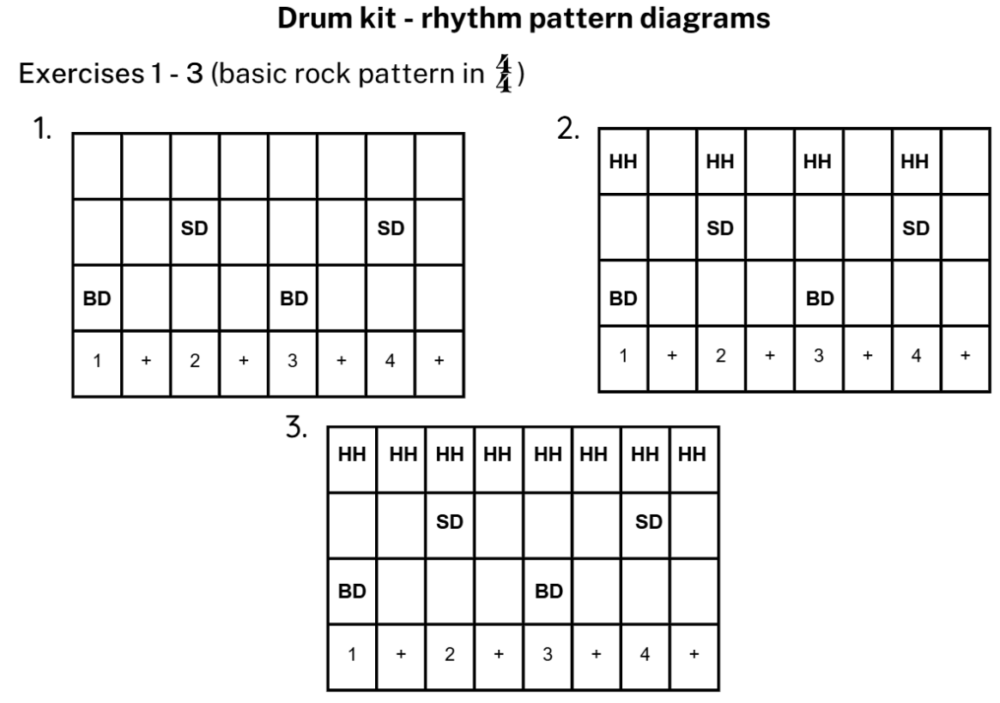 Drum kit - rhythm pattern diagrams
Exercises 1 - 3 (basic rock pattern in 4/4)
1.
SD SD
BD BD
1 + 2 + 3 + 4 +
2.
HH HH HH HH
SD SD
BD BD
1 + 2 + 3 + 4 +
3.
HH HH HH HH HH HH HH HH
SD SD
BD BD
1 + 2 + 3 + 4 +